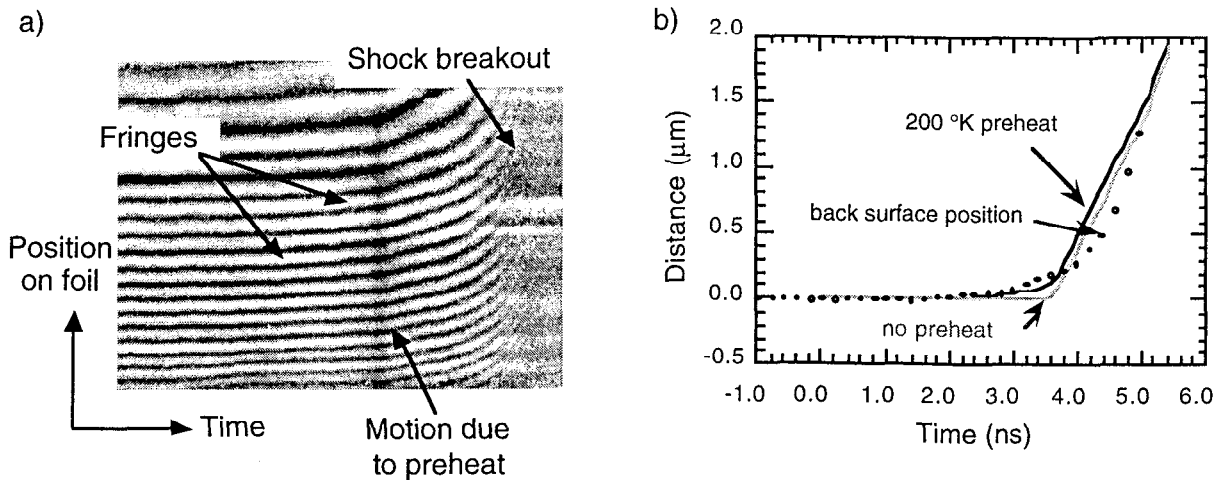 a)
Shock breakout
Fringes
Position
on foil
Time
Motion due
to preheat
b)
2.0
1.5
1.0
0.5
0.0
-0.5
Distance (µm)
200 °K preheat
back surface position
no preheat
-1.0 0.0 1.0 2.0 3.0 4.0 5.0 6.0
Time (ns)